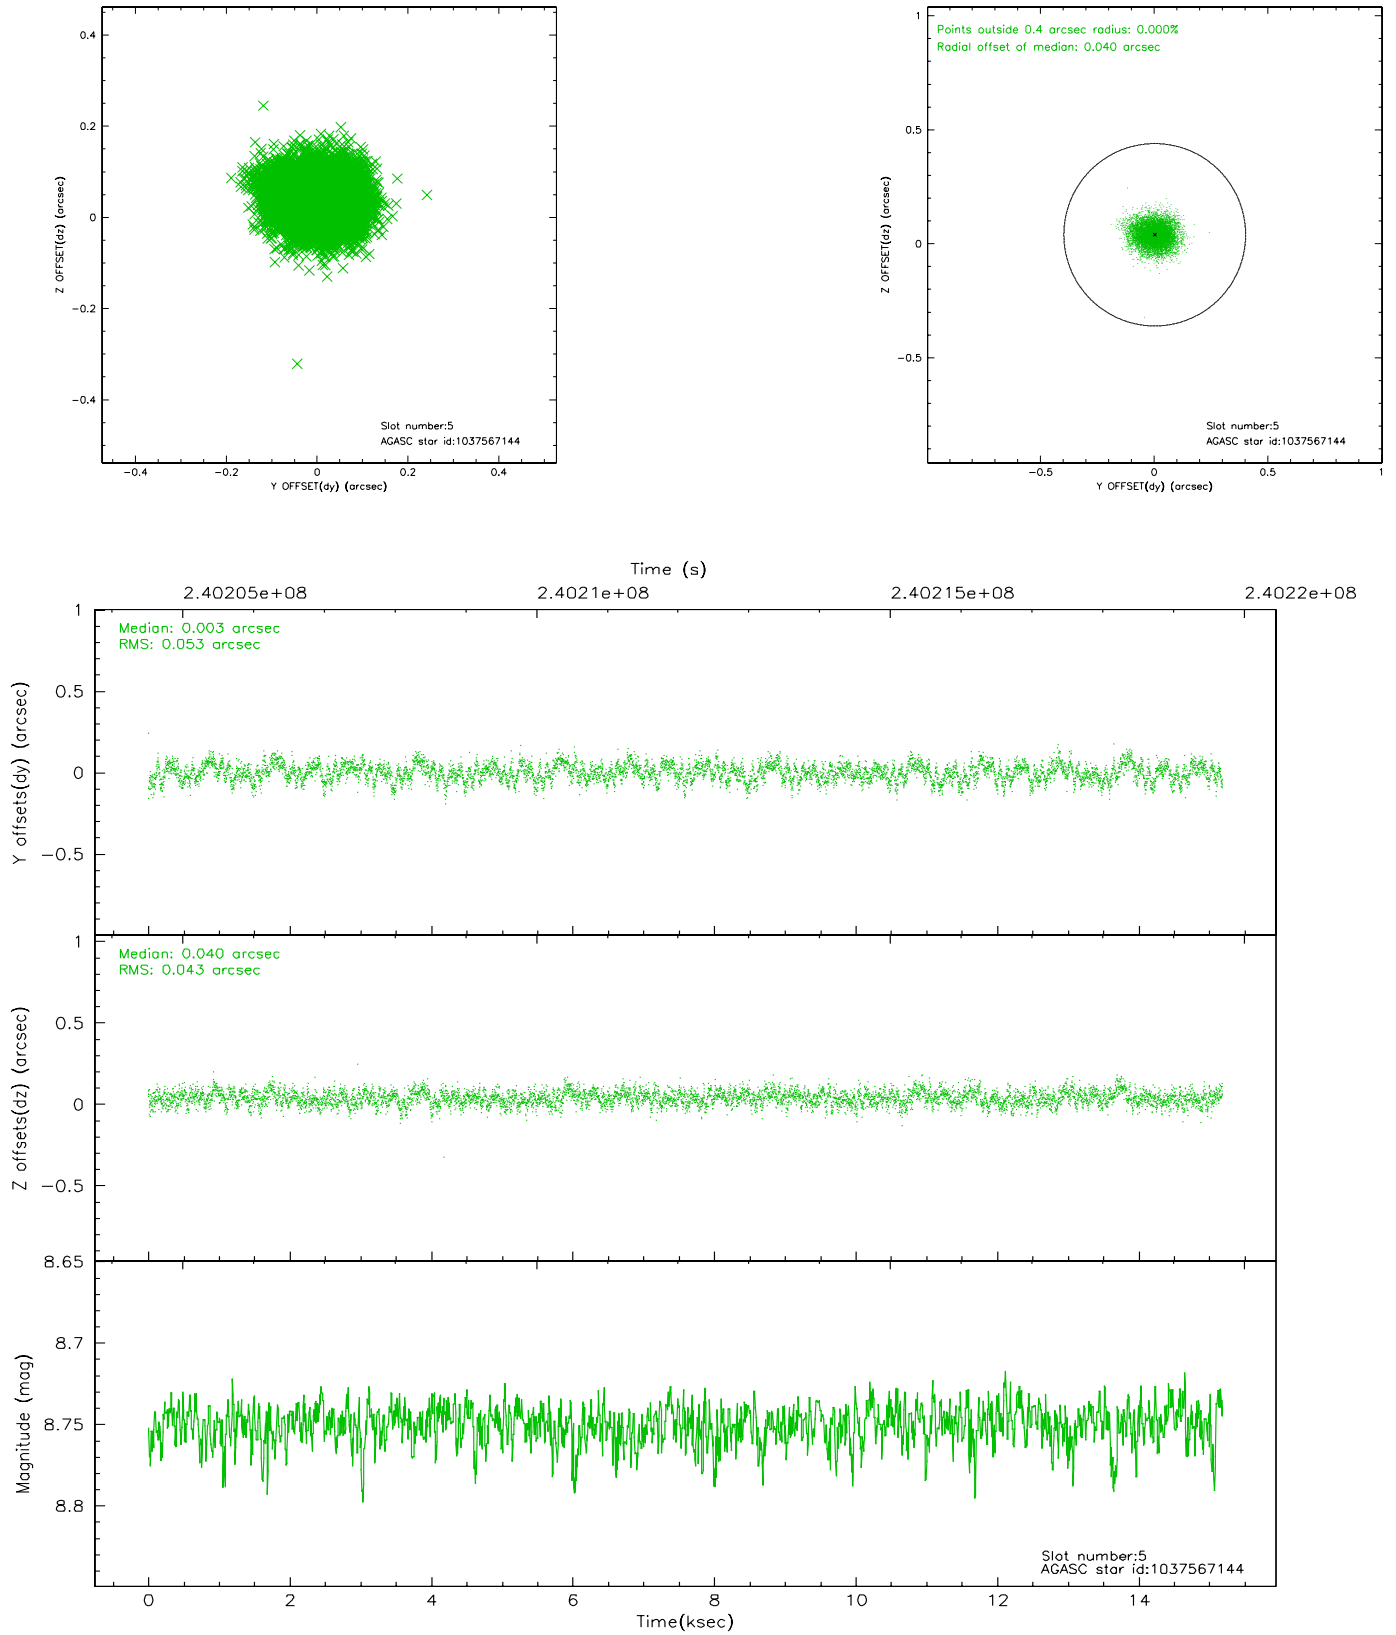 0.4
0.2
0
−0.2
−0.4
Z OFFSET(dz) (arcsec)
Slot number:5
AGASC star id:1037567144
−0.4 −0.2 0 0.2 0.4
Y OFFSET(dy) (arcsec)
1
0.5
0
−0.5
Z OFFSET(dz) (arcsec)
Points outside 0.4 arcsec radius: 0.000%
Radial offset of median: 0.040 arcsec
Slot number:5
AGASC star id:1037567144
−0.5 0 0.5 1
Y OFFSET(dy) (arcsec)
Time (s)
2.40205e+08 2.4021e+08 2.40215e+08 2.4022e+08
1
0.5
0
−0.5
Y offsets(dy) (arcsec)
Median: 0.003 arcsec
RMS: 0.053 arcsec
1
0.5
0
−0.5
Z offsets(dz) (arcsec)
Median: 0.040 arcsec
RMS: 0.043 arcsec
8.65
8.7
8.75
8.8
Magnitude (mag)
Slot number:5
AGASC star id:1037567144
0 2 4 6 8 10 12 14
Time(ksec)